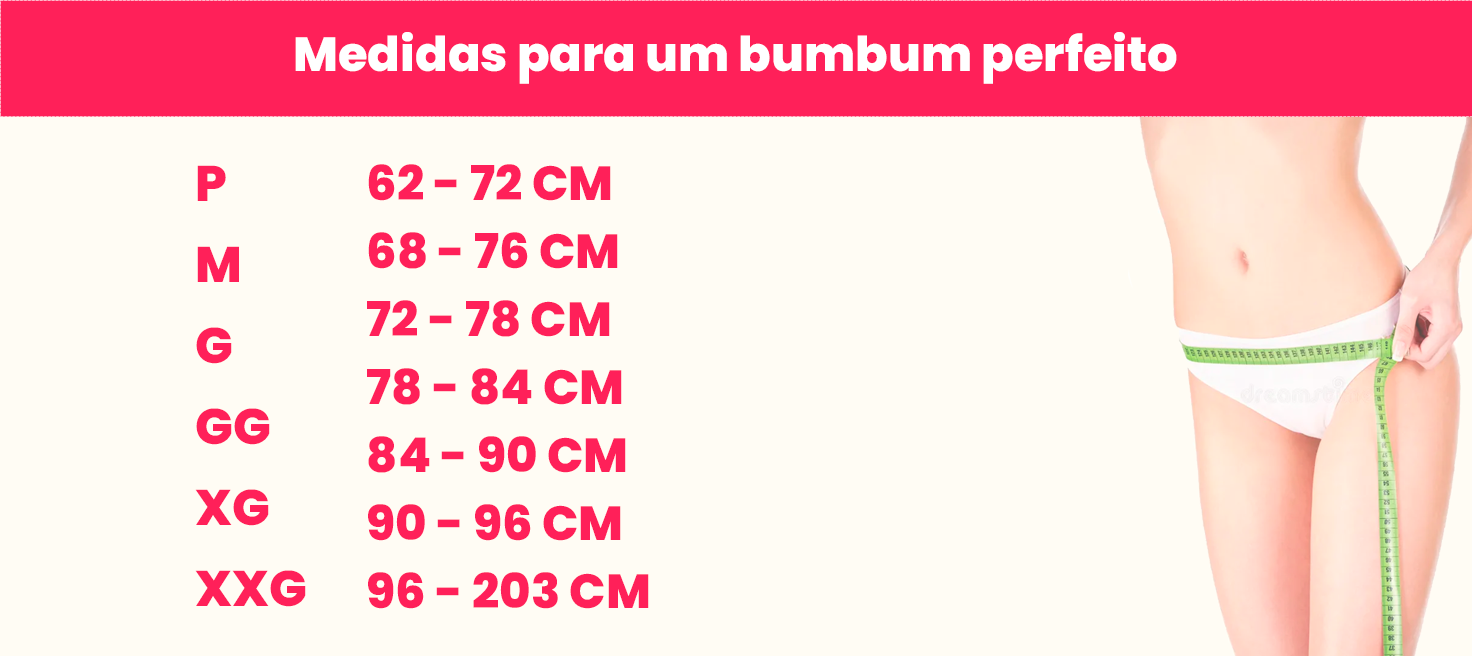 Medidas para um bumbum perfeito
P
M
G
GG
XG
XXG
62 - 72 CM
68 - 76 CM
72 - 78 CM
78 - 84 CM
84 - 90 CM
90 - 96 CM
96 - 203 CM